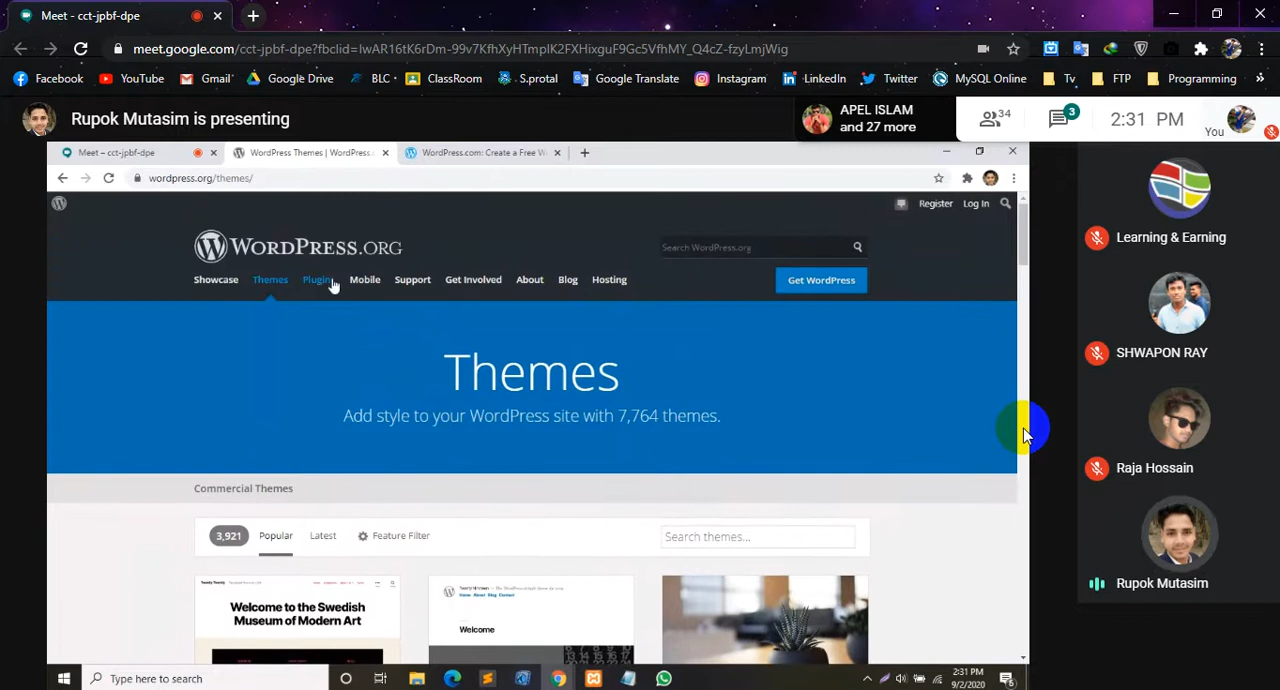 Meet - cct-jpbf-dpe
meet.google.com/cct-jpbf-dpe?fbclid=IwAR16tK6rDm-99v7KfhXyHTmpIK2FXHixguF9Gc5VfhMY_Q4cZ-fzyLmjWig
Facebook YouTube Gmail Google Drive BLC ClassRoom S.portal Google Translate Instagram LinkedIn Twitter MySQL Online Tv FTP Programming »
Rupok Mutasim is presenting
APEL ISLAM
and 27 more
34
3
2:31 PM
You
Meet – cct-jpbf-dpe
WordPress Themes | WordPress.
WordPress.com: Create a Free W
wordpress.org/themes/
Register Log In
WORDPRESS.ORG
Search WordPress.org
Showcase Themes Plugin Mobile Support Get Involved About Blog Hosting
Get WordPress
Themes
Add style to your WordPress site with 7,764 themes.
Commercial Themes
3,921 Popular Latest Feature Filter
Search themes...
Twenty Twenty
Welcome to the Swedish
Museum of Modern Art
Welcome
Learning & Earning
SHWAPON RAY
Raja Hossain
Rupok Mutasim
Type here to search
2:31 PM
9/2/2020